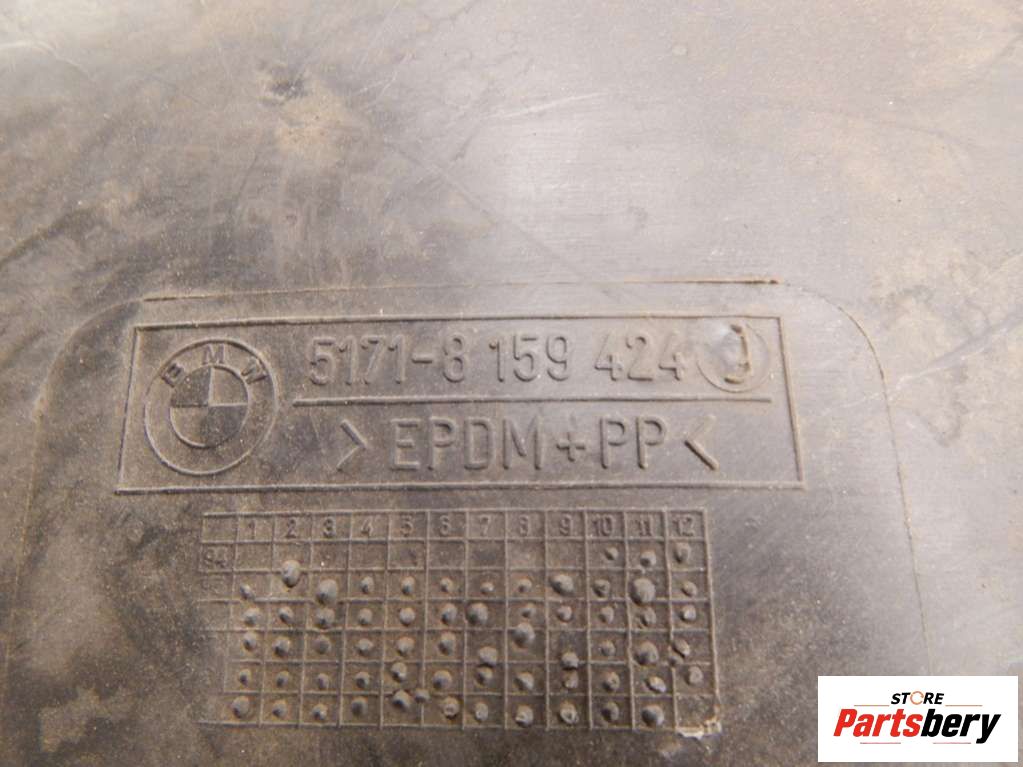 BMW
5171-8 159 424
>EPDM+PP<
1 2 3 4 5 6 7 8 9 10 11 12
94
STORE
Partsbery